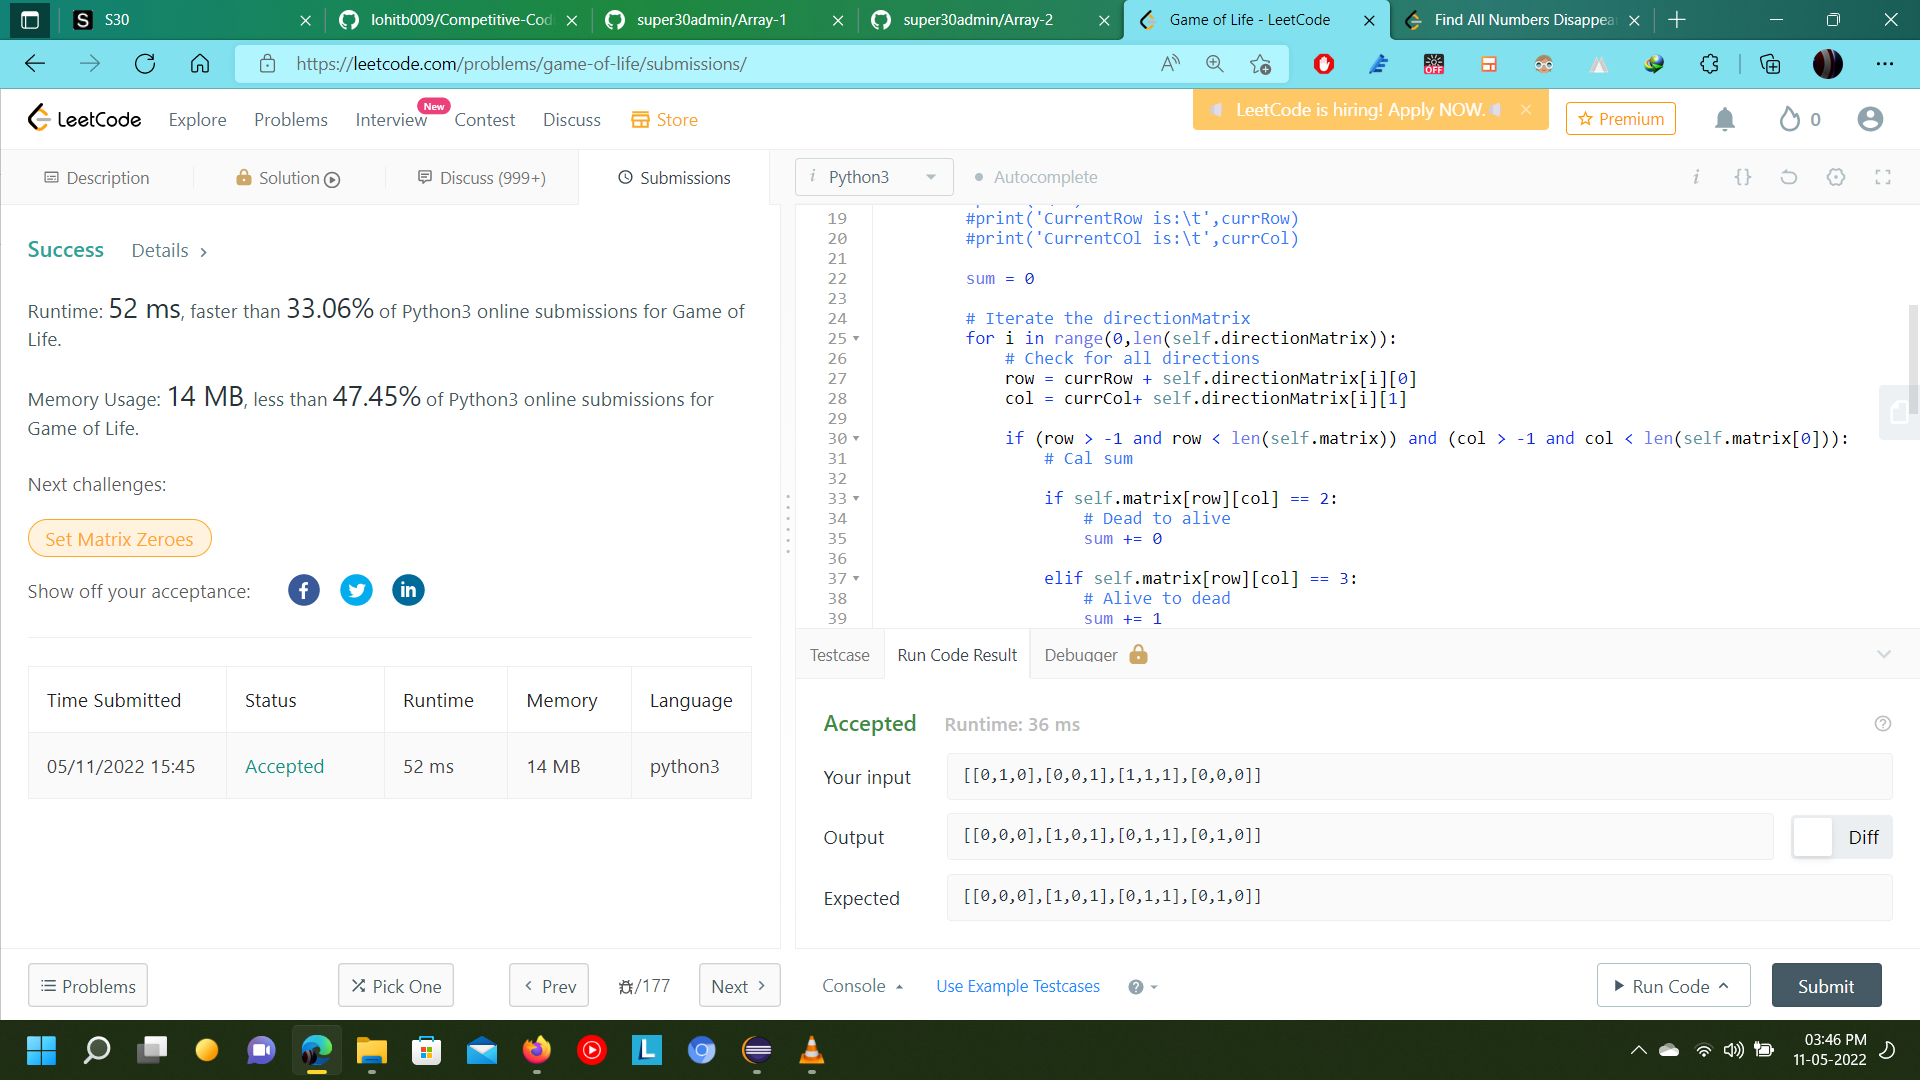 S30
lohitb009/Competitive-Cod
super30admin/Array-1
super30admin/Array-2
Game of Life - LeetCode
Find All Numbers Disappea
https://leetcode.com/problems/game-of-life/submissions/
OFF
LeetCode
Explore
Problems
Interview
New
Contest
Discuss
Store
LeetCode is hiring! Apply NOW.
Premium
0
Description
Solution
Discuss (999+)
Submissions
i Python3
Autocomplete
i {}
Success
Details
Runtime: 52 ms, faster than 33.06% of Python3 online submissions for Game of
Life.
Memory Usage: 14 MB, less than 47.45% of Python3 online submissions for
Game of Life.
Next challenges:
Set Matrix Zeroes
Show off your acceptance:
Time Submitted Status Runtime Memory Language
05/11/2022 15:45 Accepted 52 ms 14 MB python3
19 #print('CurrentRow is:\t',currRow)
20 #print('CurrentCOl is:\t',currCol)
21
22 sum = 0
23
24 # Iterate the directionMatrix
25 for i in range(0,len(self.directionMatrix)):
26 # Check for all directions
27 row = currRow + self.directionMatrix[i][0]
28 col = currCol+ self.directionMatrix[i][1]
29
30 if (row > -1 and row < len(self.matrix)) and (col > -1 and col < len(self.matrix[0])):
31 # Cal sum
32
33 if self.matrix[row][col] == 2:
34 # Dead to alive
35 sum += 0
36
37 elif self.matrix[row][col] == 3:
38 # Alive to dead
39 sum += 1
Testcase
Run Code Result
Debugger
Accepted Runtime: 36 ms
Your input [[0,1,0],[0,0,1],[1,1,1],[0,0,0]]
Output [[0,0,0],[1,0,1],[0,1,1],[0,1,0]]
Diff
Expected [[0,0,0],[1,0,1],[0,1,1],[0,1,0]]
Problems
Pick One
Prev
/177
Next
Console
Use Example Testcases
Run Code
Submit
03:46 PM
11-05-2022